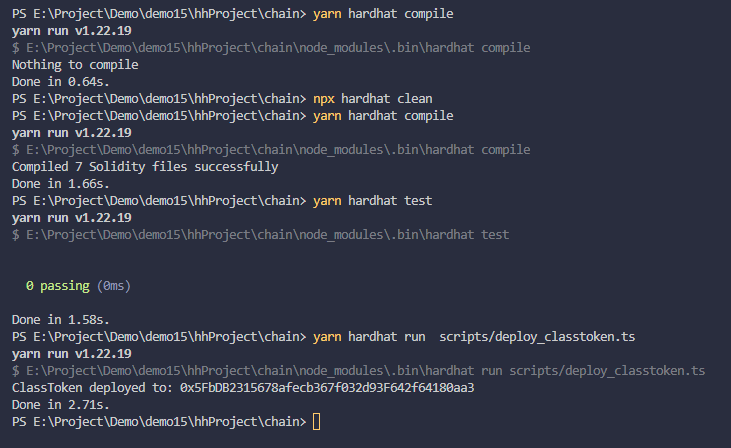 PS E:\Project\Demo\demo15\hhProject\chain> yarn hardhat compile
yarn run v1.22.19
$ E:\Project\Demo\demo15\hhProject\chain\node_modules\.bin\hardhat compile
Nothing to compile
Done in 0.64s.
PS E:\Project\Demo\demo15\hhProject\chain> npx hardhat clean
PS E:\Project\Demo\demo15\hhProject\chain> yarn hardhat compile
yarn run v1.22.19
$ E:\Project\Demo\demo15\hhProject\chain\node_modules\.bin\hardhat compile
Compiled 7 Solidity files successfully
Done in 1.66s.
PS E:\Project\Demo\demo15\hhProject\chain> yarn hardhat test
yarn run v1.22.19
$ E:\Project\Demo\demo15\hhProject\chain\node_modules\.bin\hardhat test
0 passing (0ms)
Done in 1.58s.
PS E:\Project\Demo\demo15\hhProject\chain> yarn hardhat run  scripts/deploy_classtoken.ts
yarn run v1.22.19
$ E:\Project\Demo\demo15\hhProject\chain\node_modules\.bin\hardhat run scripts/deploy_classtoken.ts
ClassToken deployed to: 0x5FbDB2315678afecb367f032d93F642f64180aa3
Done in 2.71s.
PS E:\Project\Demo\demo15\hhProject\chain>